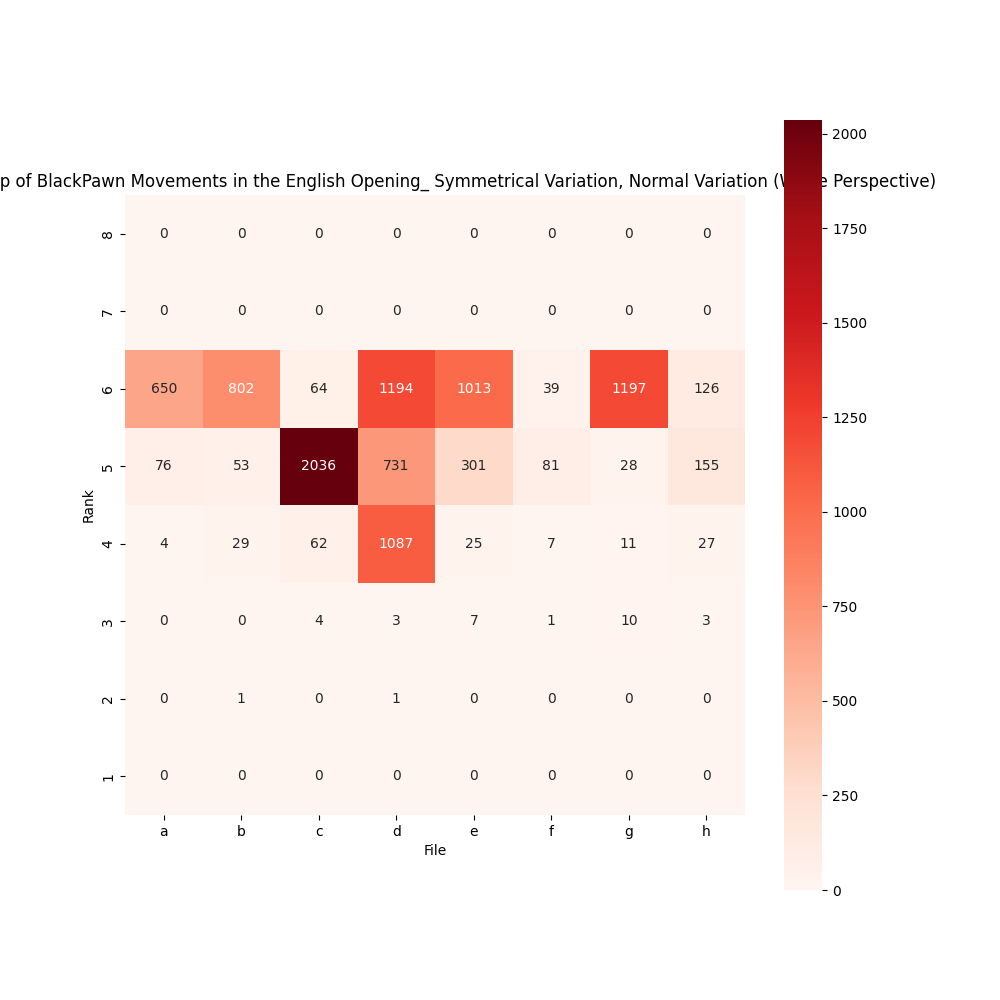 p of BlackPawn Movements in the English Opening_ Symmetrical Variation, Normal Variation (W e Perspective)
8 0 0 0 0 0 0 0 0
7 0 0 0 0 0 0 0 0
6 650 802 64 1194 1013 39 1197 126
5 76 53 2036 731 301 81 28 155
4 4 29 62 1087 25 7 11 27
3 0 0 4 3 7 1 10 3
2 0 1 0 1 0 0 0 0
1 0 0 0 0 0 0 0 0
a b c d e f g h
Rank
File
2000
1750
1500
1250
1000
750
500
250
0